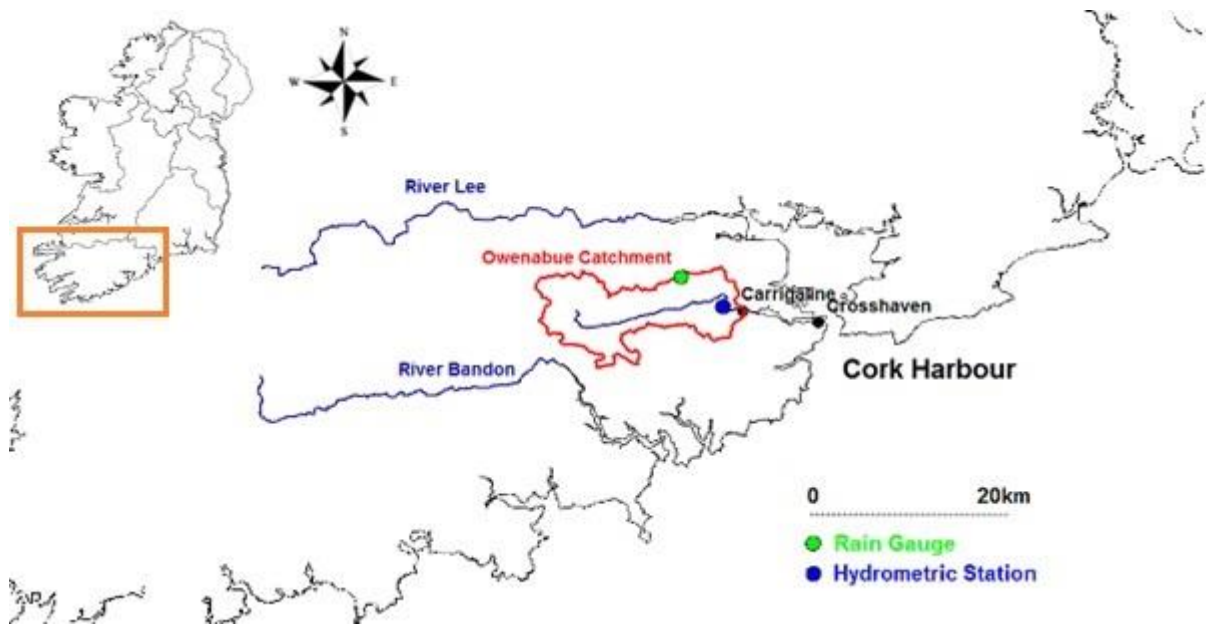 N
W
E
S
River Lee
Owenabue Catchment
Carrigaline
Crosshaven
River Bandon
Cork Harbour
0 20km
Rain Gauge
Hydrometric Station